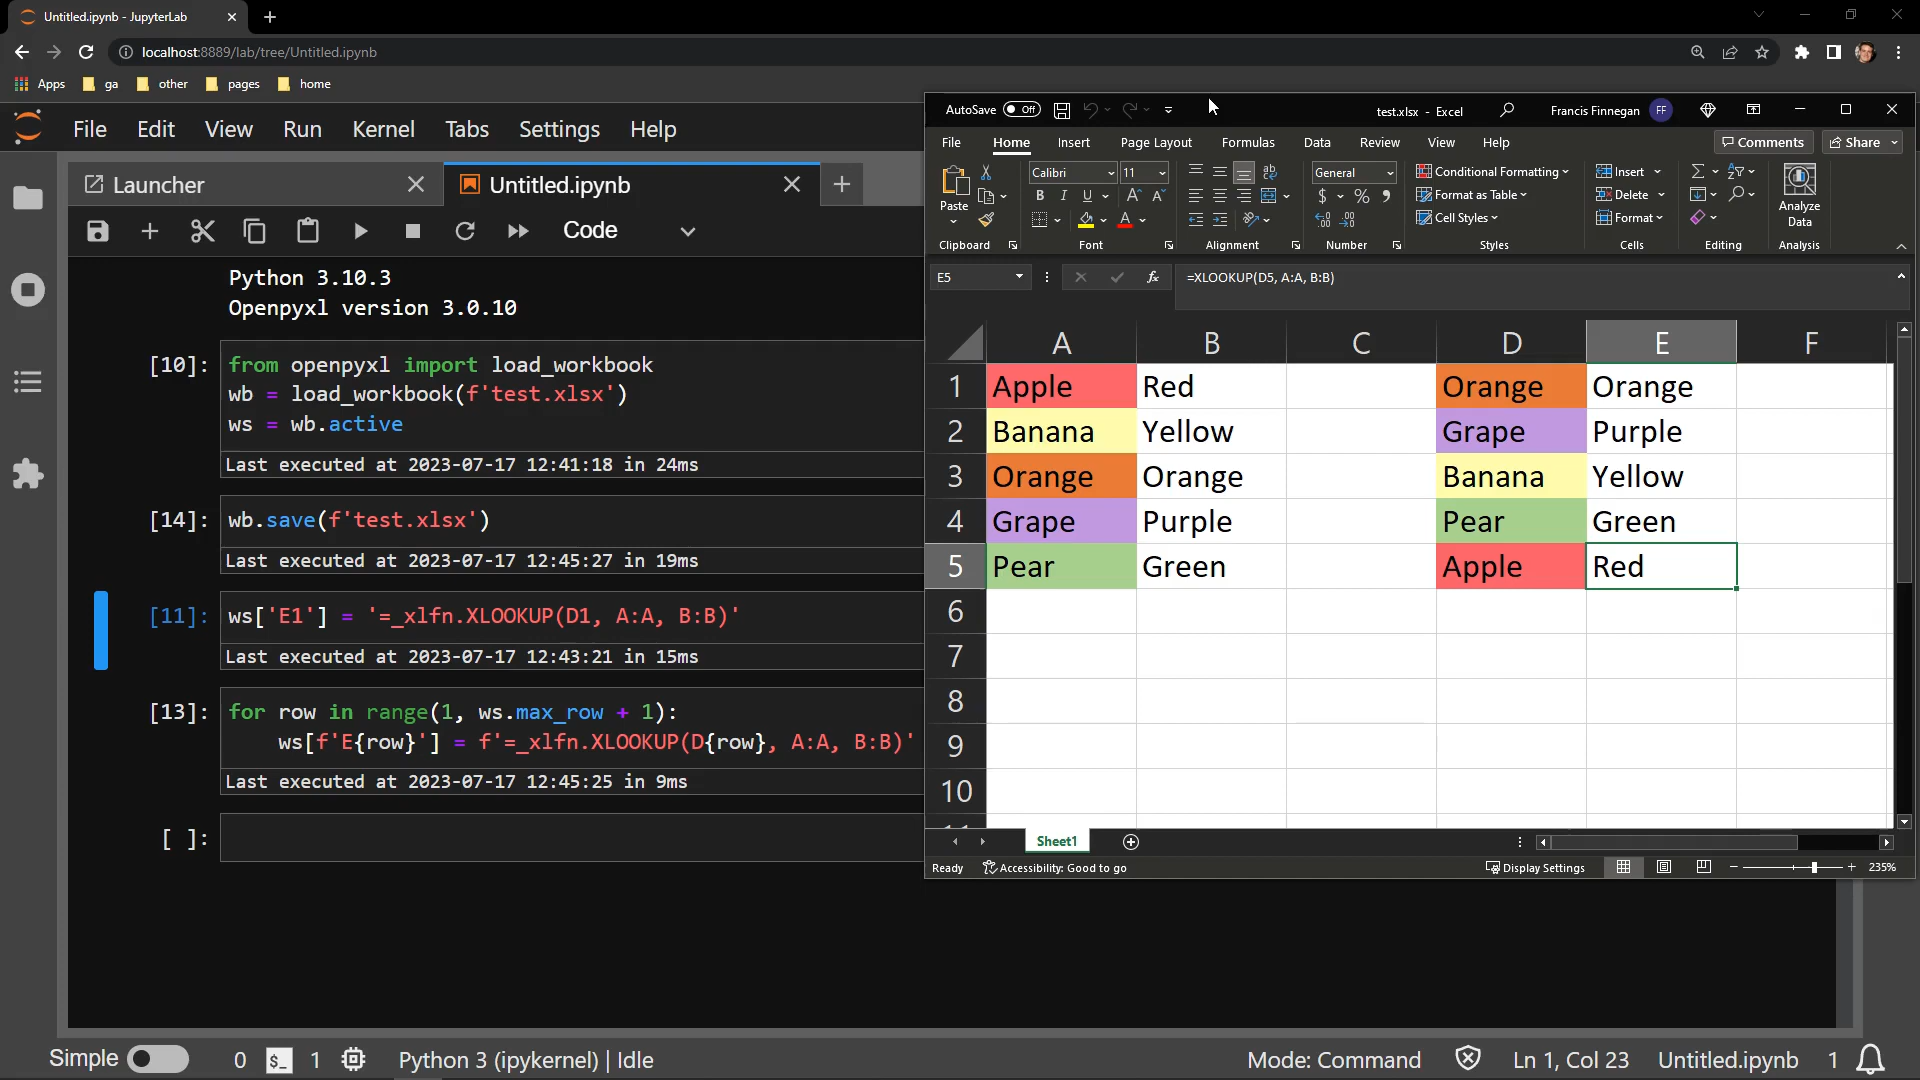 Untitled.ipynb - JupyterLab
localhost:8889/lab/tree/Untitled.ipynb
Apps ga other pages home
File Edit View Run Kernel Tabs Settings Help
Launcher
Untitled.ipynb
Code
Python 3.10.3
Openpyxl version 3.0.10
[10]:
from openpyxl import load_workbook
wb = load_workbook(f'test.xlsx')
ws = wb.active
Last executed at 2023-07-17 12:41:18 in 24ms
[14]:
wb.save(f'test.xlsx')
Last executed at 2023-07-17 12:45:27 in 19ms
[11]:
ws['E1'] = '=_xlfn.XLOOKUP(D1, A:A, B:B)'
Last executed at 2023-07-17 12:43:21 in 15ms
[13]:
for row in range(1, ws.max_row + 1):
ws[f'E{row}'] = f'=_xlfn.XLOOKUP(D{row}, A:A, B:B)'
Last executed at 2023-07-17 12:45:25 in 9ms
[ ]:
AutoSave Off
test.xlsx - Excel
Francis Finnegan FF
File Home Insert Page Layout Formulas Data Review View Help
Comments Share
Paste
Calibri 11
B I U
General
$ % 9
Conditional Formatting
Format as Table
Cell Styles
Insert
Delete
Format
Analyze
Data
Clipboard Font Alignment Number Styles Cells Editing Analysis
E5 fx =XLOOKUP(D5, A:A, B:B)
A B C D E F
1 Apple Red Orange Orange
2 Banana Yellow Grape Purple
3 Orange Orange Banana Yellow
4 Grape Purple Pear Green
5 Pear Green Apple Red
6
7
8
9
10
Sheet1
Ready Accessibility: Good to go Display Settings 235%
Simple 0 $_ 1 Python 3 (ipykernel) | Idle Mode: Command Ln 1, Col 23 Untitled.ipynb 1